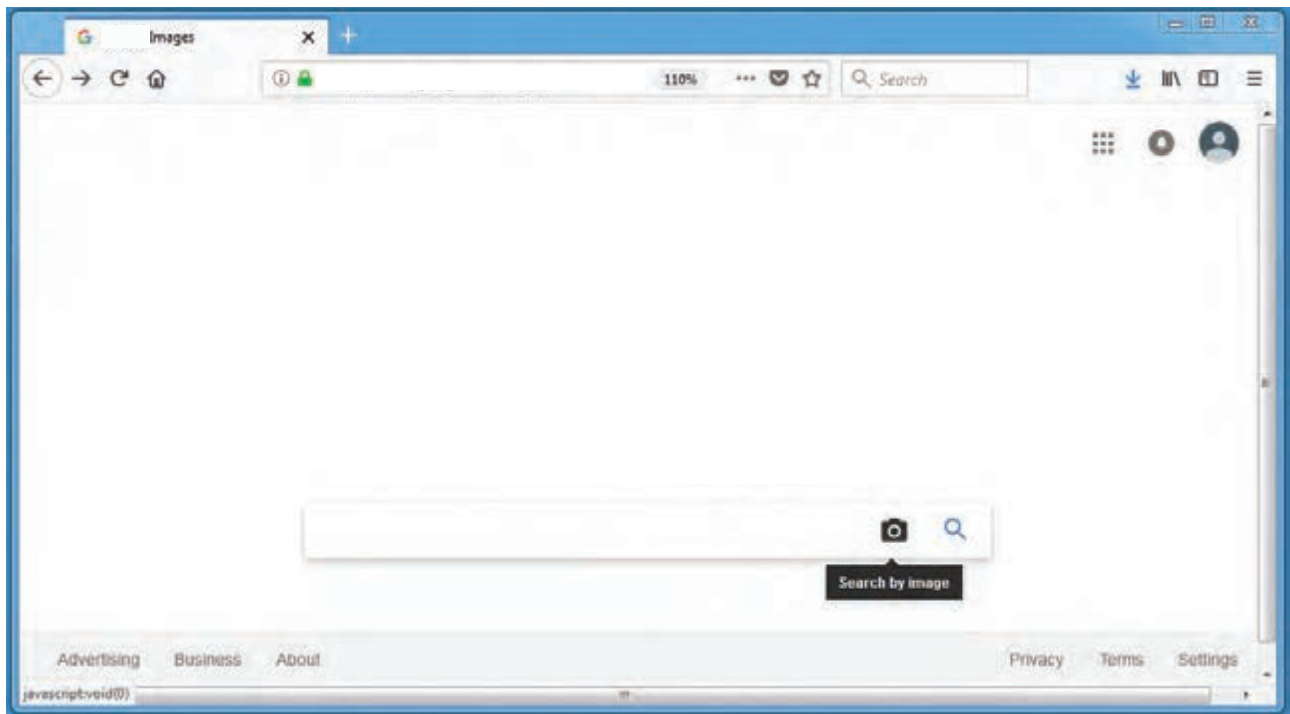 G Images
110% Search
Search by image
Advertising Business About Privacy Terms Settings
javascript:void(0)